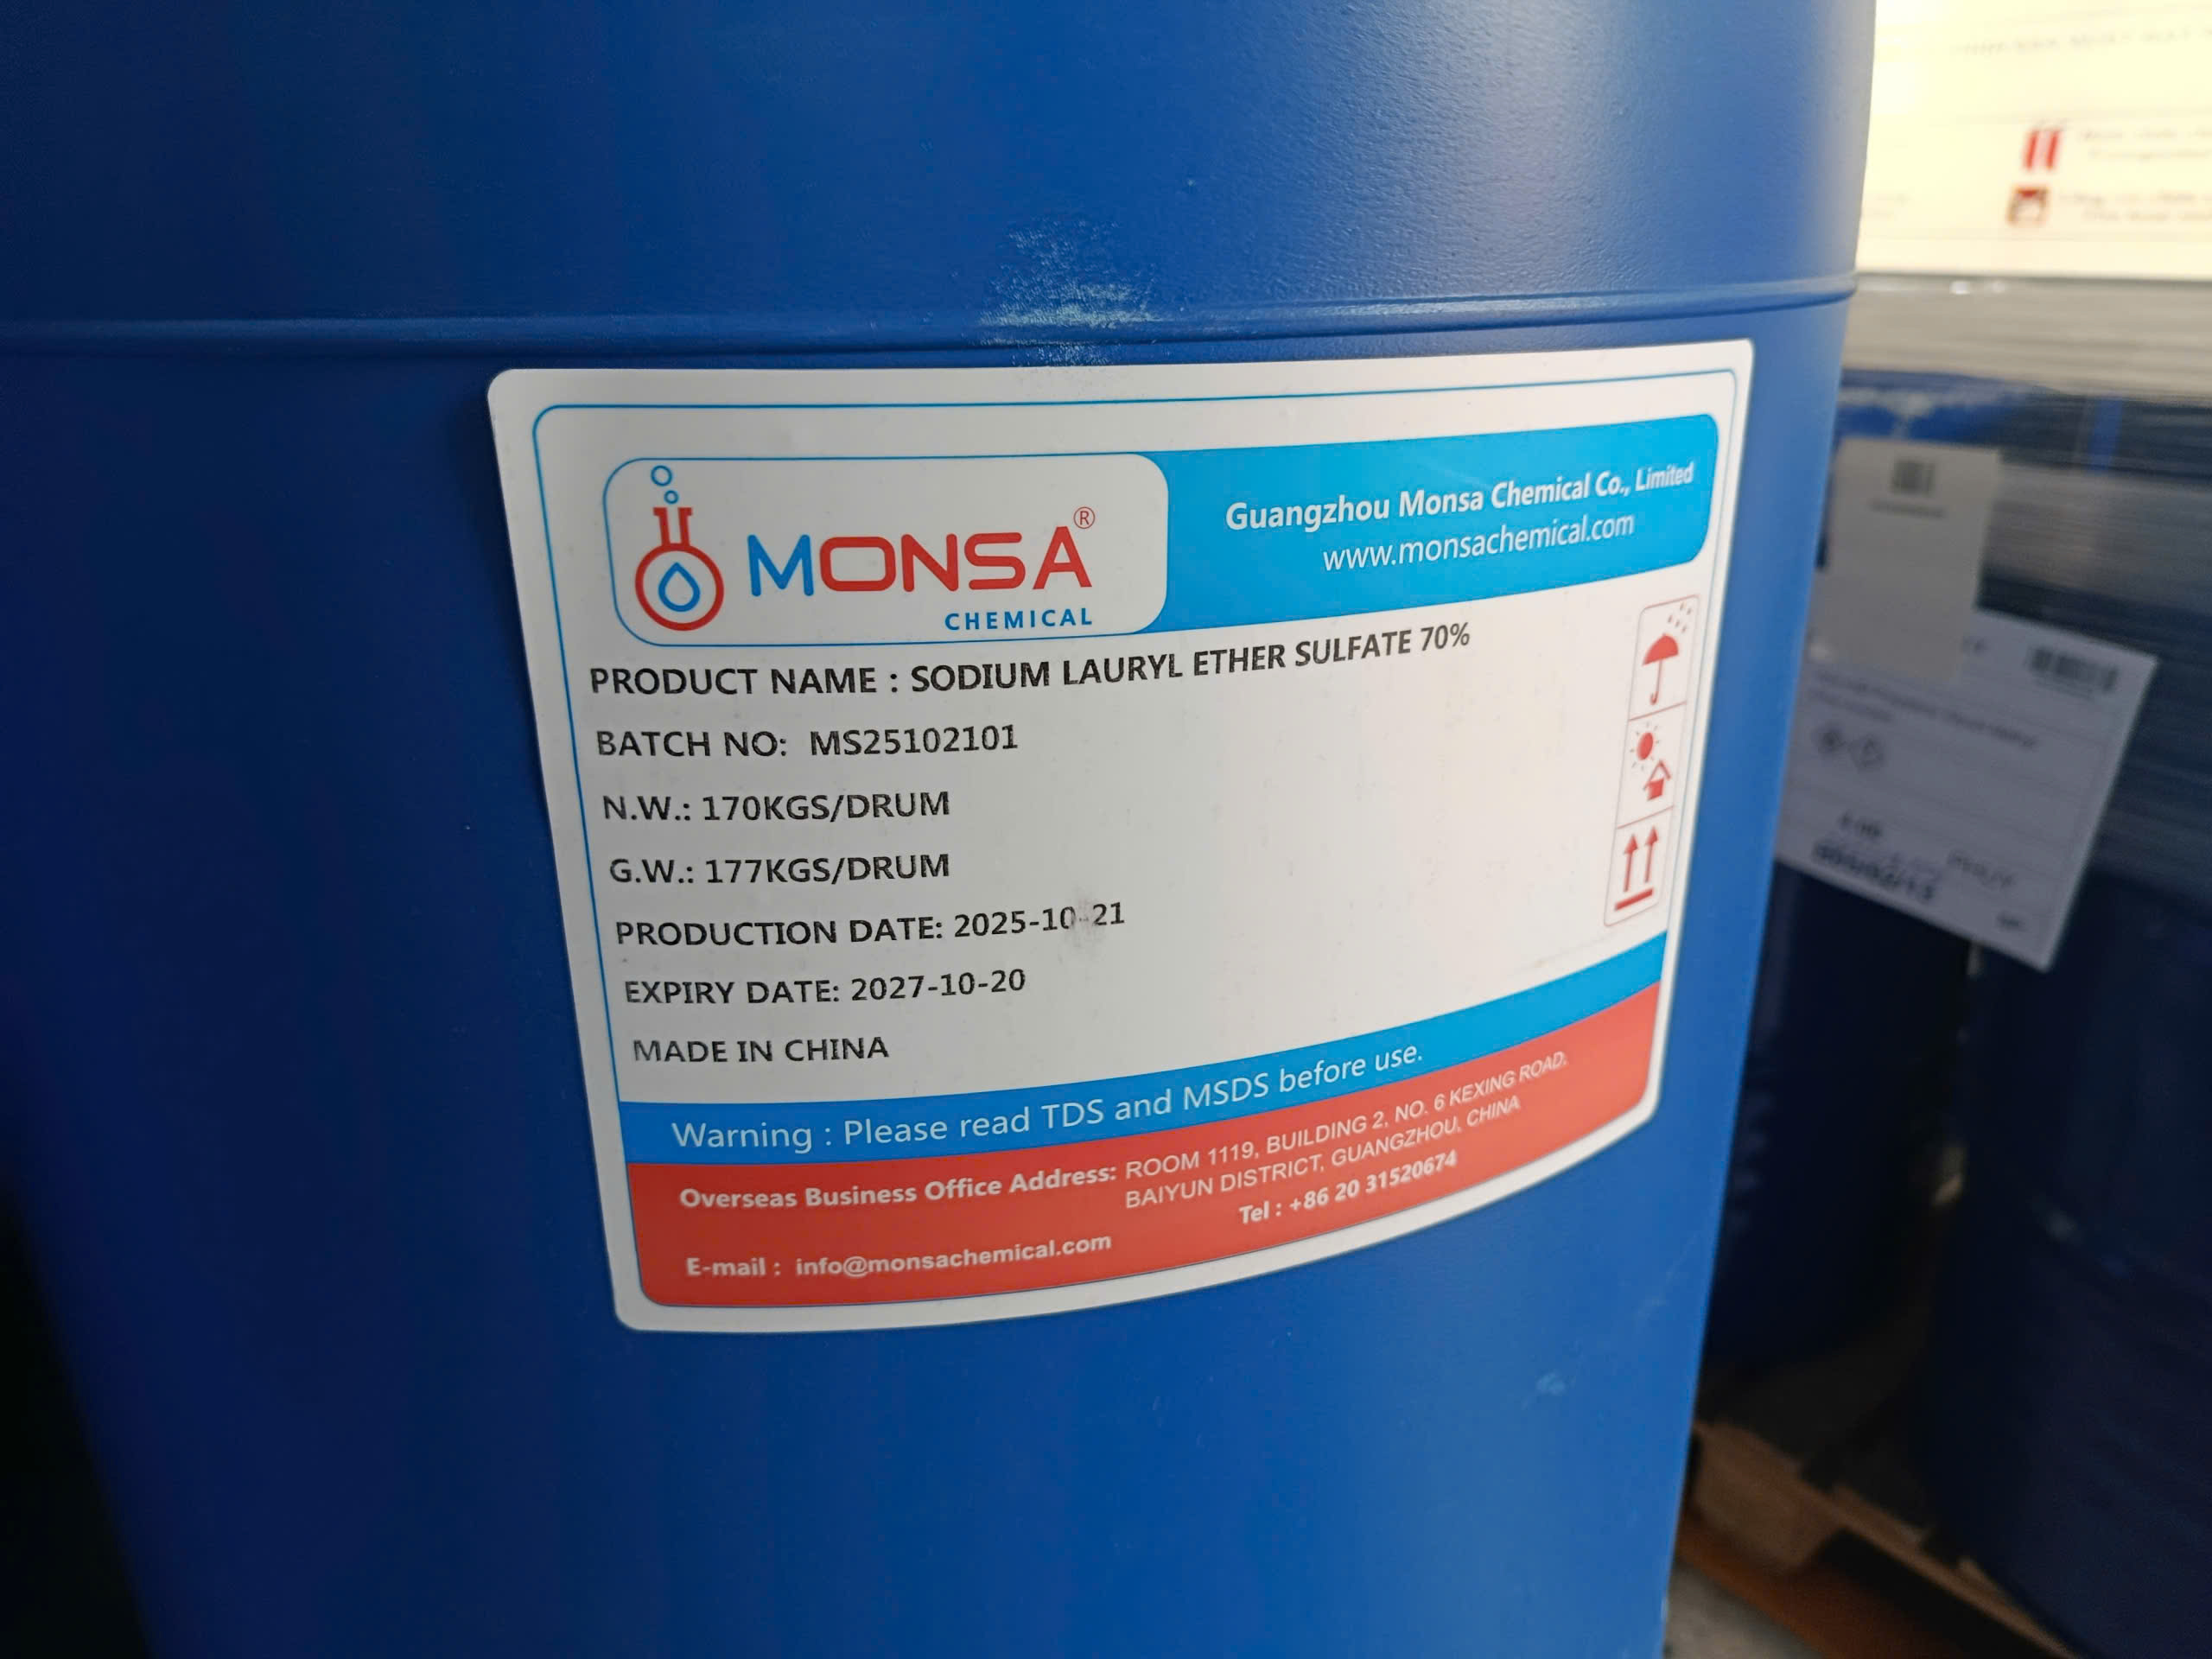 MONSA®
CHEMICAL
Guangzhou Monsa Chemical Co., Limited
www.monsachemical.com
PRODUCT NAME : SODIUM LAURYL ETHER SULFATE 70%
BATCH NO: MS25102101
N.W.: 170KGS/DRUM
G.W.: 177KGS/DRUM
PRODUCTION DATE: 2025-10-21
EXPIRY DATE: 2027-10-20
MADE IN CHINA
Warning : Please read TDS and MSDS before use.
Overseas Business Office Address: ROOM 1119, BUILDING 2, NO. 6 KEXING ROAD,
BAIYUN DISTRICT, GUANGZHOU, CHINA
Tel : +86 20 31520674
E-mail : info@monsachemical.com